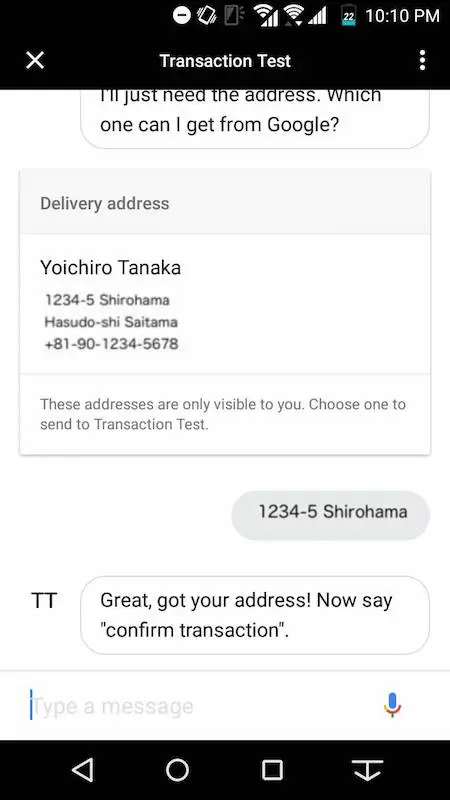 22 10:10 PM
Transaction Test
I'll just need the address. Which
one can I get from Google?
Delivery address
Yoichiro Tanaka
1234-5 Shirohama
Hasudo-shi Saitama
+81-90-1234-5678
These addresses are only visible to you. Choose one to
send to Transaction Test.
1234-5 Shirohama
TT
Great, got your address! Now say
"confirm transaction".
Type a message